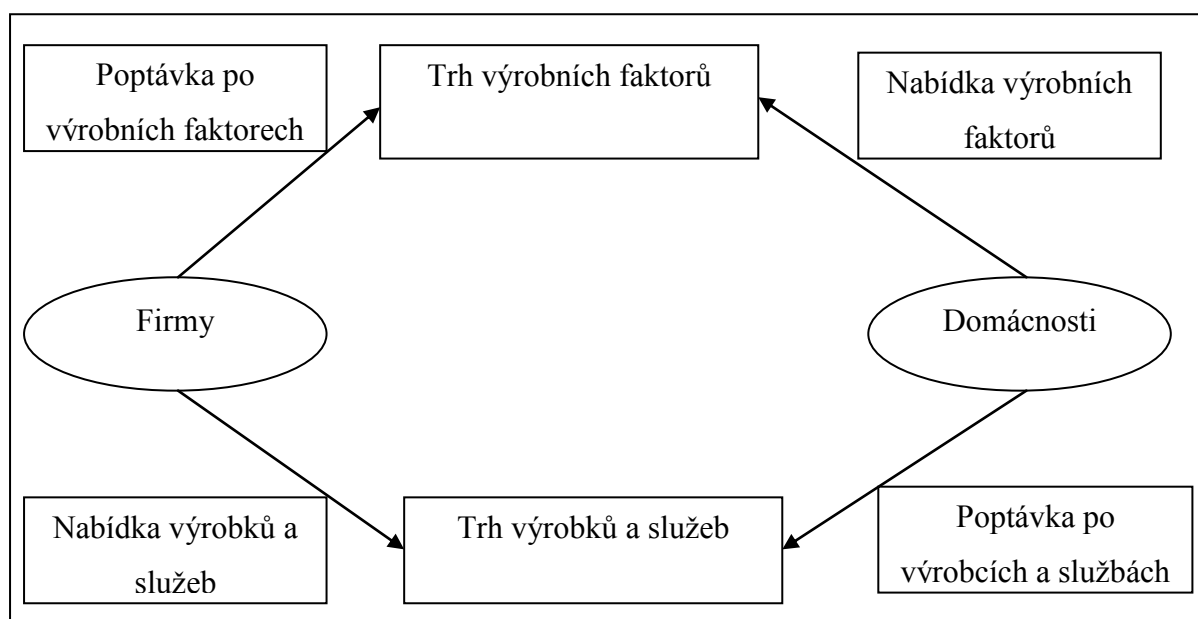 Poptávka po
výrobních faktorech
Trh výrobních faktorů
Nabídka výrobních
faktorů
Firmy
Domácnosti
Nabídka výrobků a
služeb
Trh výrobků a služeb
Poptávka po
výrobcích a službách